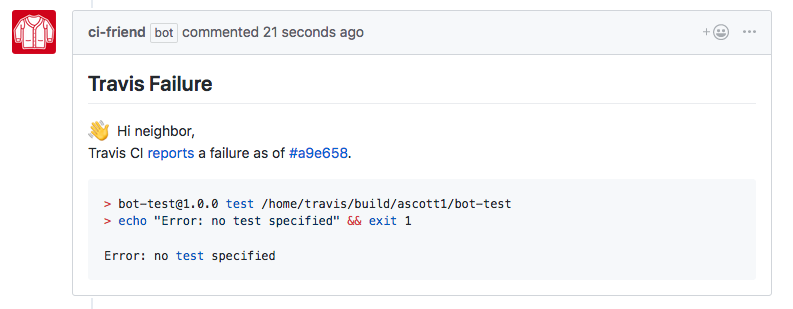 ci-friend bot commented 21 seconds ago
Travis Failure
👋 Hi neighbor,
Travis CI reports a failure as of #a9e658.
> bot-test@1.0.0 test /home/travis/build/ascott1/bot-test
> echo "Error: no test specified" && exit 1
Error: no test specified